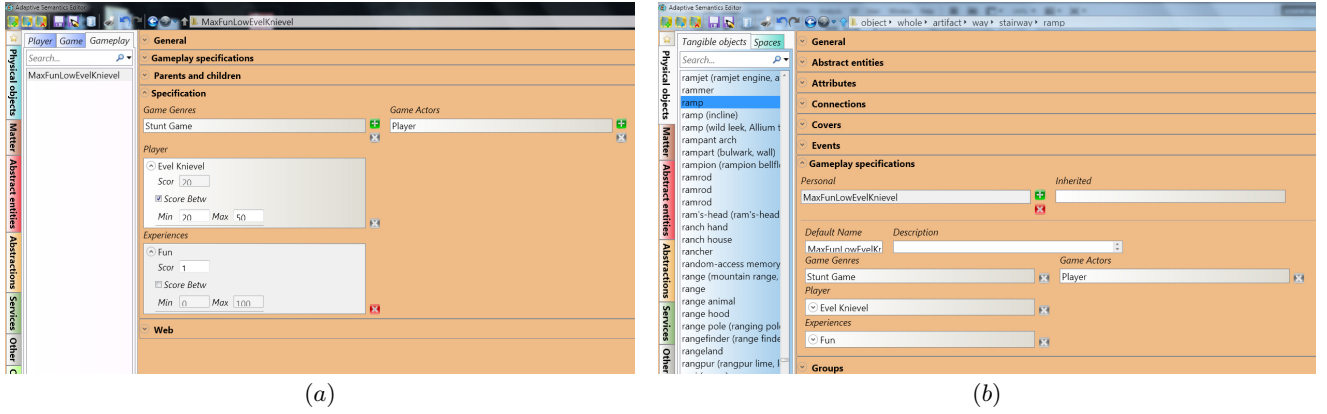 Adaptive Semantics Editor
MaxFunLowEvelKnievel
Player Game Gameplay
Search...
MaxFunLowEvelKnievel
Physical objects
Matter
Abstract entities
Abstractions
Services
Other
General
Gameplay specifications
Parents and children
Specification
Game Genres
Game Actors
Stunt Game
Player
Player
Evel Knievel
Scor 20
Score Betw
Min 20 Max 50
Experiences
Fun
Scor 1
Score Betw
Min 0 Max 100
Web
(a)
Adaptive Semantics Editor
object whole artifact way stairway ramp
Tangible objects Spaces
Search...
Physical objects
Matter
Abstract entities
Abstractions
Services
Other
ramjet (ramjet engine, a
rammer
ramp
ramp (incline)
ramp (wild leek, Allium t
rampant arch
rampart (bulwark, wall)
rampion (rampion bellfl
ramrod
ramrod
ramrod
ram's-head (ram's-head
ranch hand
ranch house
rancher
random-access memory
range (mountain range,
range
range animal
range hood
range pole (ranging pol
rangefinder (range finde
rangeland
rangpur (rangpur lime, l
General
Abstract entities
Attributes
Connections
Covers
Events
Gameplay specifications
Personal
Inherited
MaxFunLowEvelKnievel
Default Name
Description
MaxFunLowEvelKr
Game Genres
Game Actors
Stunt Game
Player
Player
Evel Knievel
Experiences
Fun
Groups
(b)